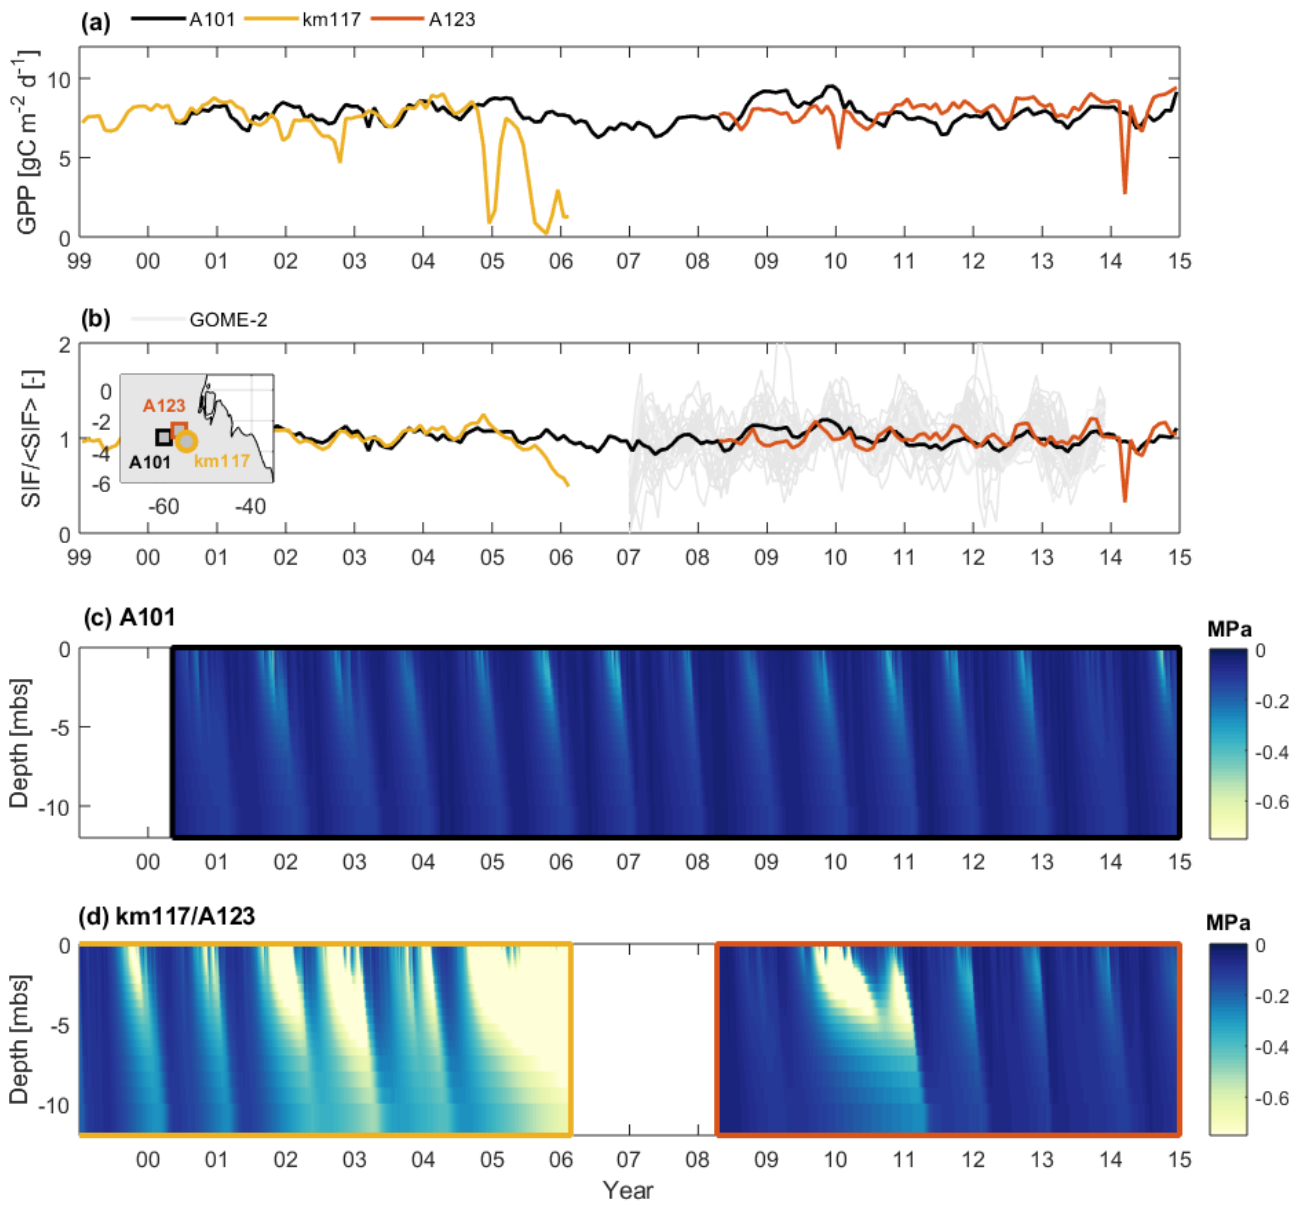 (a) A101 km117 A123
GPP [gC m-2 d-1]
10
5
0
99 00 01 02 03 04 05 06 07 08 09 10 11 12 13 14 15
(b) GOME-2
SIF/<SIF> [-]
2
1
0
0
-2
-4
-6
A123
A101
km117
-60 -40
99 00 01 02 03 04 05 06 07 08 09 10 11 12 13 14 15
(c) A101
MPa
Depth [mbs]
0
-5
-10
0
-0.2
-0.4
-0.6
00 01 02 03 04 05 06 07 08 09 10 11 12 13 14 15
(d) km117/A123
MPa
Depth [mbs]
0
-5
-10
0
-0.2
-0.4
-0.6
00 01 02 03 04 05 06 07 08 09 10 11 12 13 14 15
Year